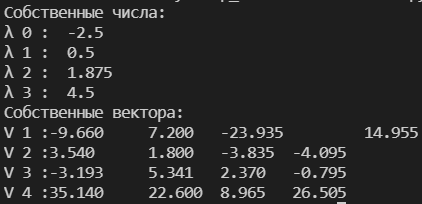 Собственные числа:
λ 0 :  -2.5
λ 1 :  0.5
λ 2 :  1.875
λ 3 :  4.5
Собственные вектора:
V 1 :-9.660     7.200   -23.935         14.955
V 2 :3.540      1.800   -3.835  -4.095
V 3 :-3.193     5.341   2.370   -0.795
V 4 :35.140     22.600  8.965   26.505